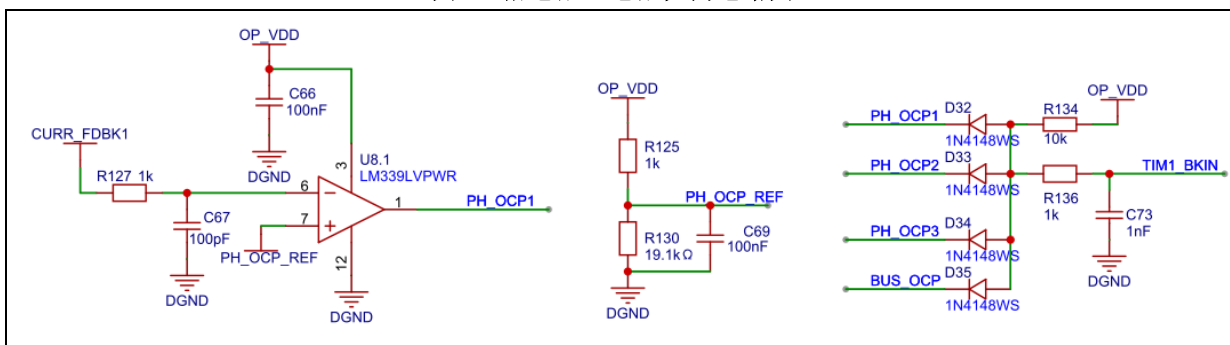 OP_VDD
C66
100nF
DGND
CURR_FDBK1
R127 1k
C67
100pF
DGND
PH_OCP_REF
3
U8.1
LM339LVPWR
6
7
1
12
PH_OCP1
DGND
OP_VDD
R125
1k
PH_OCP_REF
R130
19.1kΩ
C69
100nF
DGND
PH_OCP1
D32
1N4148WS
PH_OCP2
D33
1N4148WS
PH_OCP3
D34
1N4148WS
BUS_OCP
D35
1N4148WS
OP_VDD
R134
10k
R136
1k
TIM1_BKIN
C73
1nF
DGND